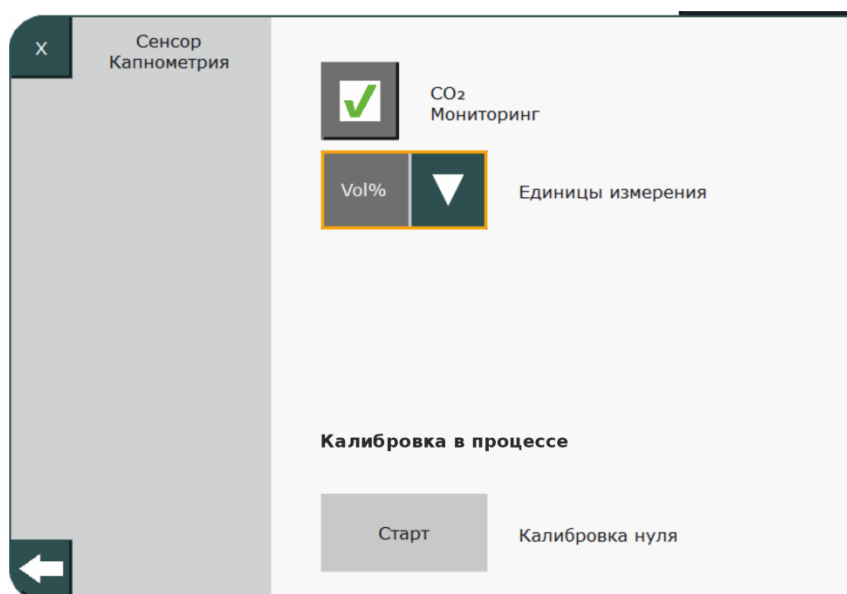 X
Сенсор
Капнометрия
CO₂
Мониторинг
Vol%
Единицы измерения
Калибровка в процессе
Старт
Калибровка нуля